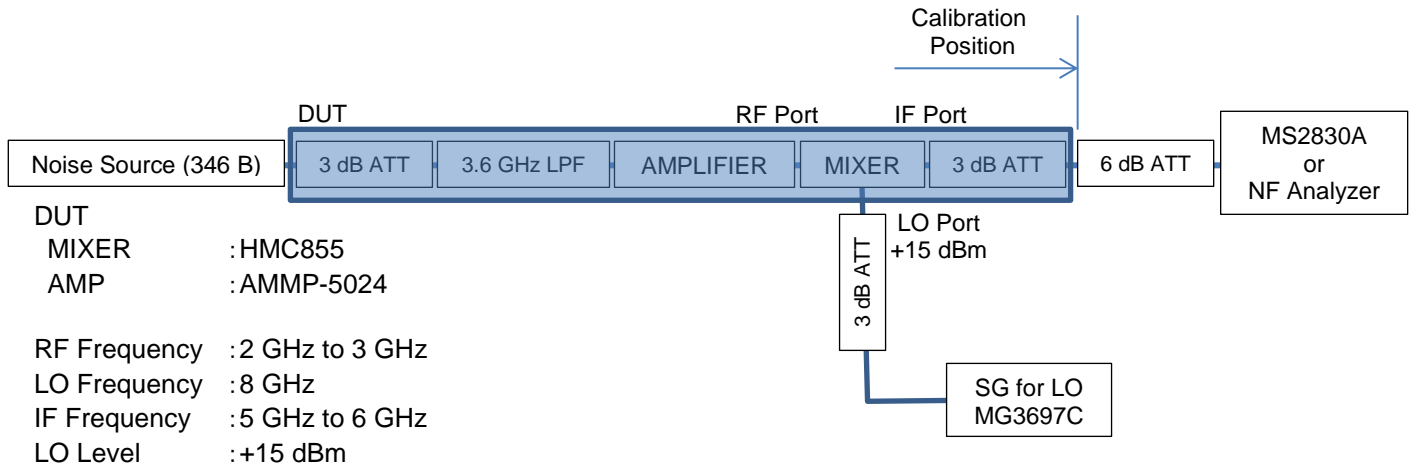 Calibration
Position
DUT
RF Port
IF Port
Noise Source (346 B)
3 dB ATT
3.6 GHz LPF
AMPLIFIER
MIXER
3 dB ATT
6 dB ATT
MS2830A
or
NF Analyzer
LO Port
+15 dBm
3 dB ATT
SG for LO
MG3697C
DUT
MIXER :HMC855
AMP :AMMP-5024
RF Frequency :2 GHz to 3 GHz
LO Frequency :8 GHz
IF Frequency :5 GHz to 6 GHz
LO Level :+15 dBm